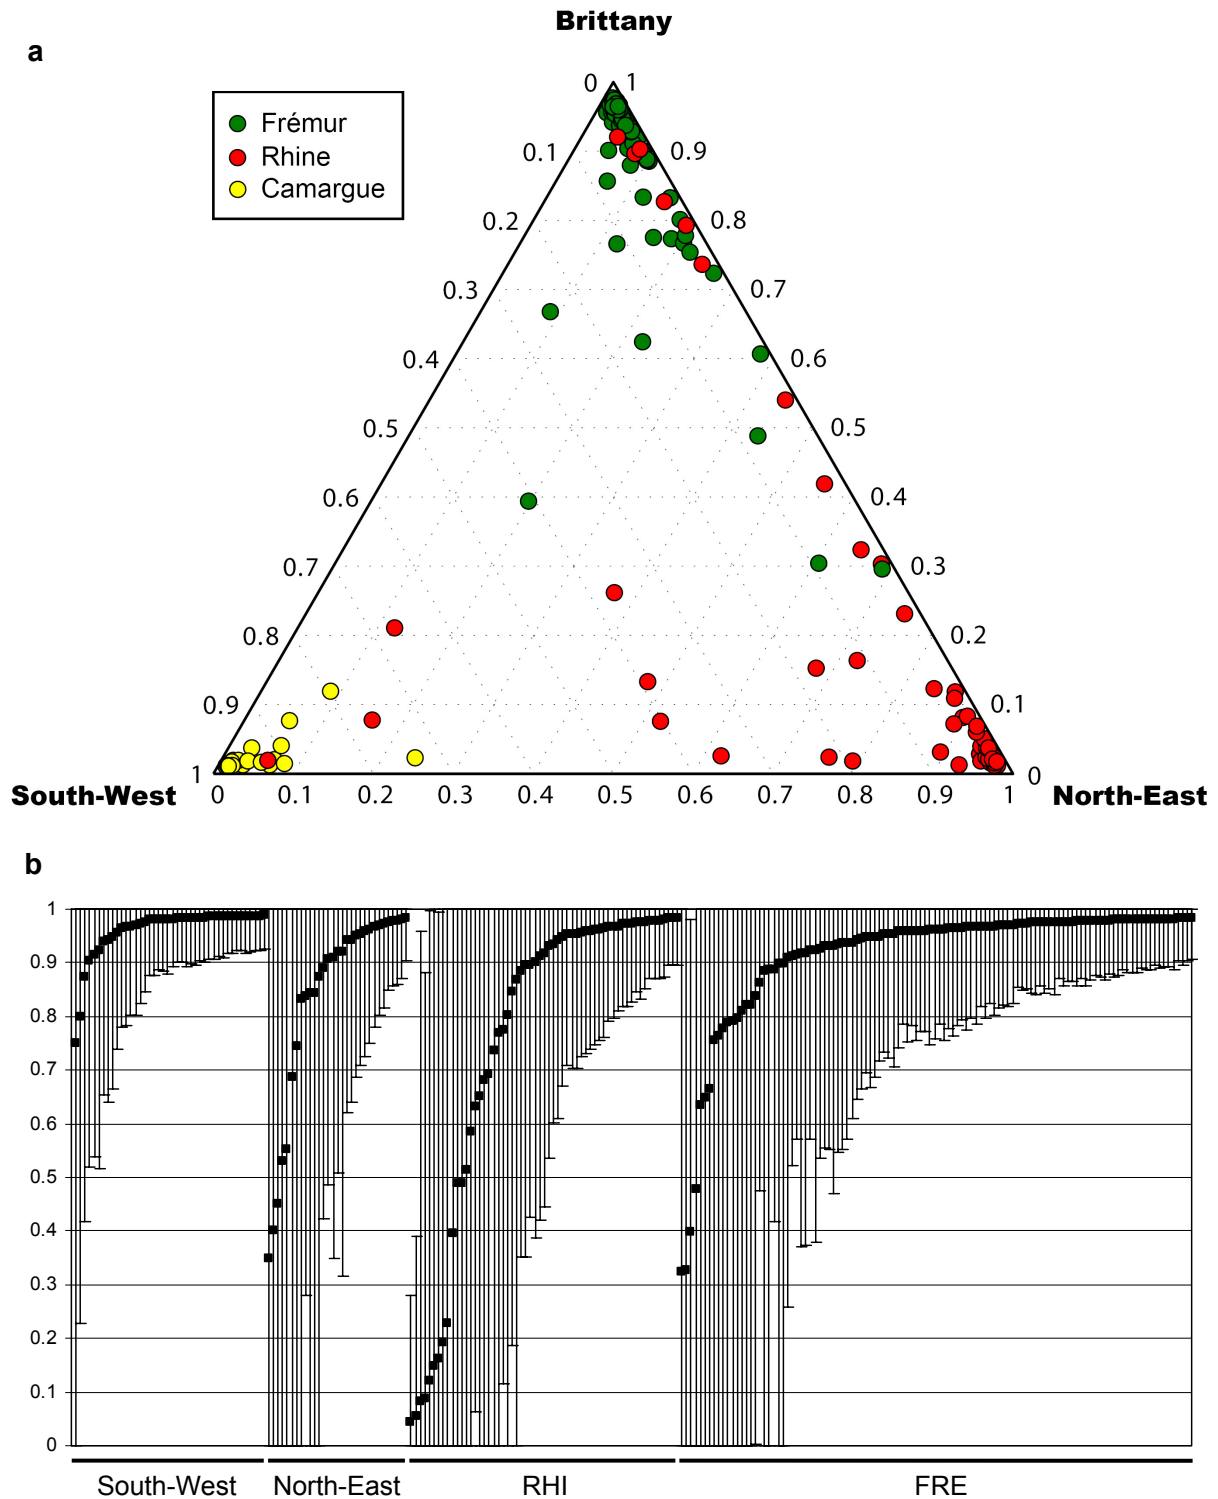 Brittany
a
0 1
Frémur
Rhine
Camargue
0.1 0.9
0.2 0.8
0.3 0.7
0.4 0.6
0.5 0.5
0.6 0.4
0.7 0.3
0.8 0.2
0.9 0.1
1 0
South-West 0 0.1 0.2 0.3 0.4 0.5 0.6 0.7 0.8 0.9 1 North-East
b
1
0.9
0.8
0.7
0.6
0.5
0.4
0.3
0.2
0.1
0
South-West North-East RHI FRE